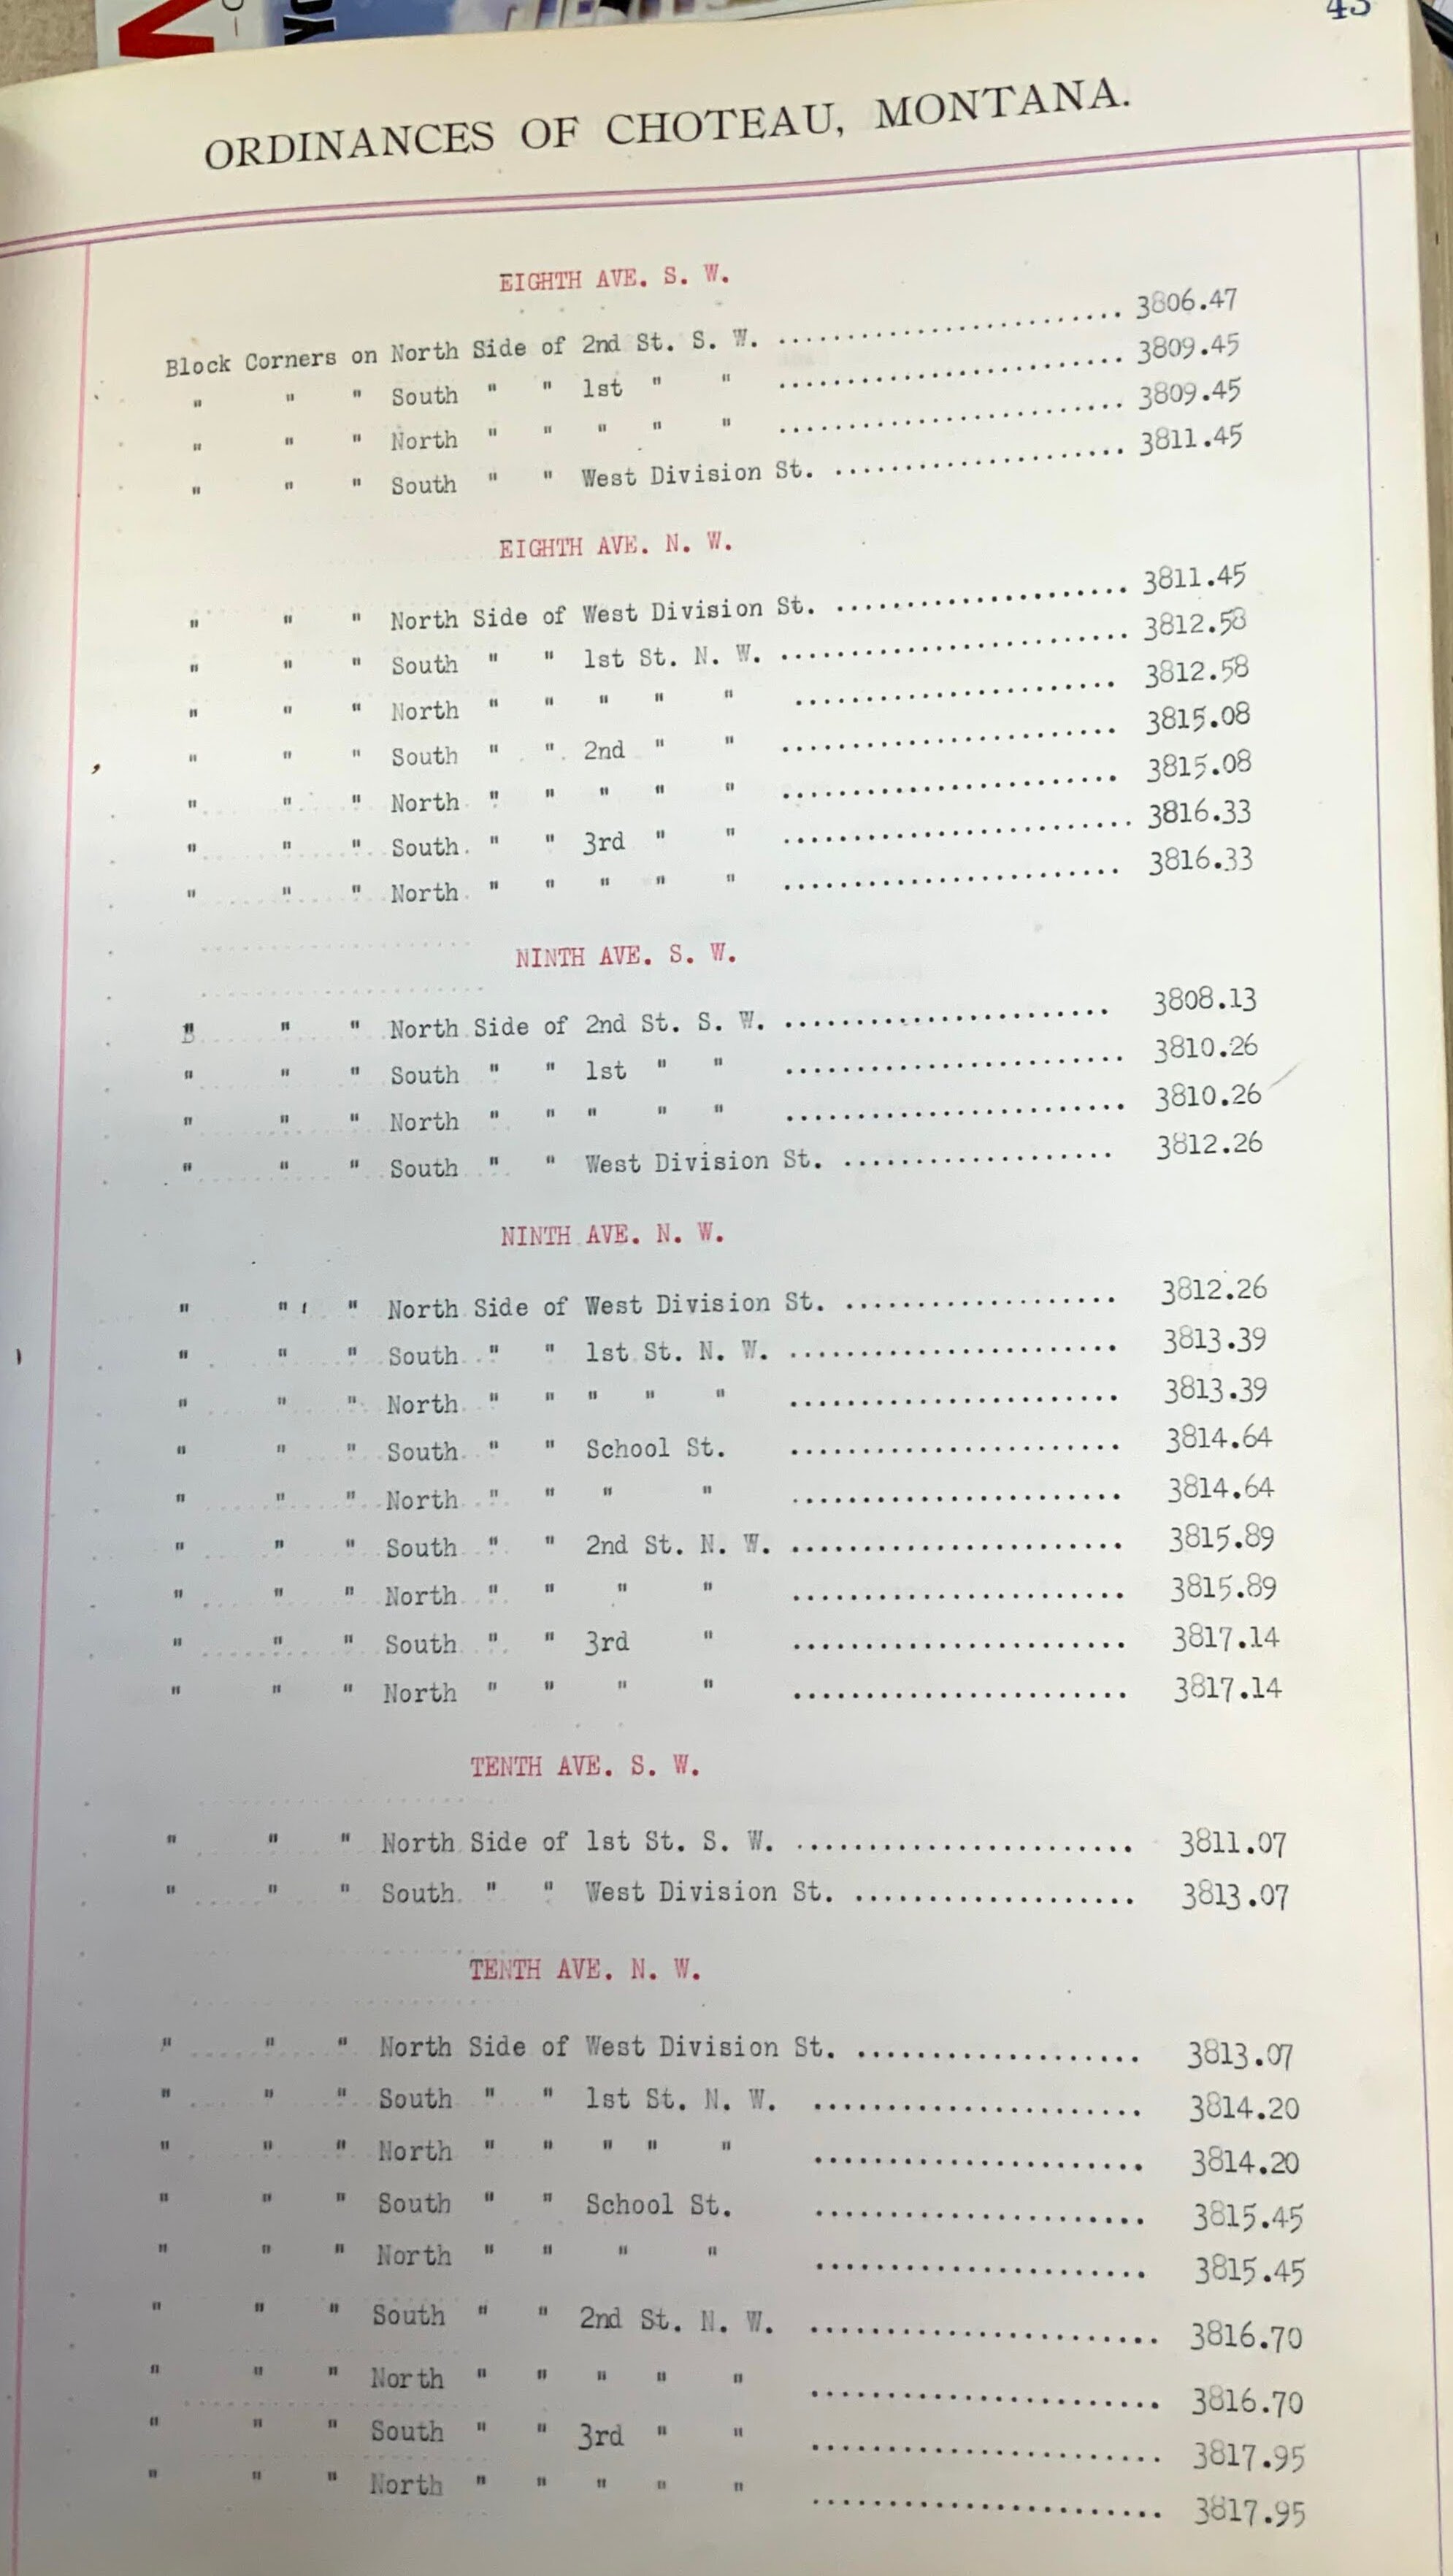 43
ORDINANCES OF CHOTEAU, MONTANA.
EIGHTH AVE. S. W.
Block Corners on North Side of 2nd St. S. W. ........................ 3806.47
" " " South " " 1st " " ........................ 3809.45
" " " North " " " " " ........................ 3809.45
" " " South " " West Division St. ..................... 3811.45
EIGHTH AVE. N. W.
" " " North Side of West Division St. ..................... 3811.45
" " " South " " 1st St. N. W. ........................ 3812.58
" " " North " " " " " ....................... 3812.58
" " " South " " 2nd " " ........................ 3815.08
" " " North " " " " " ........................ 3815.08
" " " South " " 3rd " " ......................... 3816.33
" " " North " " " " " ........................ 3816.33
NINTH AVE. S. W.
" " " North Side of 2nd St. S. W. ....................... 3808.13
" " " South " " 1st " " ........................ 3810.26
" " " North " " " " " ........................ 3810.26
" " " South " " West Division St. ................... 3812.26
NINTH AVE. N. W.
" " " North Side of West Division St. ................... 3812.26
" " " South " " 1st St. N. W. ....................... 3813.39
" " " North " " " " " ....................... 3813.39
" " " South " " School St. ....................... 3814.64
" " " North " " " " ....................... 3814.64
" " " South " " 2nd St. N. W. ....................... 3815.89
" " " North " " " " ....................... 3815.89
" " " South " " 3rd " ....................... 3817.14
" " " North " " " " ....................... 3817.14
TENTH AVE. S. W.
" " " North Side of 1st St. S. W. ........................ 3811.07
" " " South " " West Division St. .................... 3813.07
TENTH AVE. N. W.
" " " North Side of West Division St. .................... 3813.07
" " " South " " 1st St. N. W. ....................... 3814.20
" " " North " " " " " ....................... 3814.20
" " " South " " School St. ....................... 3815.45
" " " North " " " " ....................... 3815.45
" " " South " " 2nd St. N. W. ........................ 3816.70
" " " North " " " " " ........................ 3816.70
" " " South " " 3rd " " ........................ 3817.95
" " " North " " " " " ........................ 3817.95